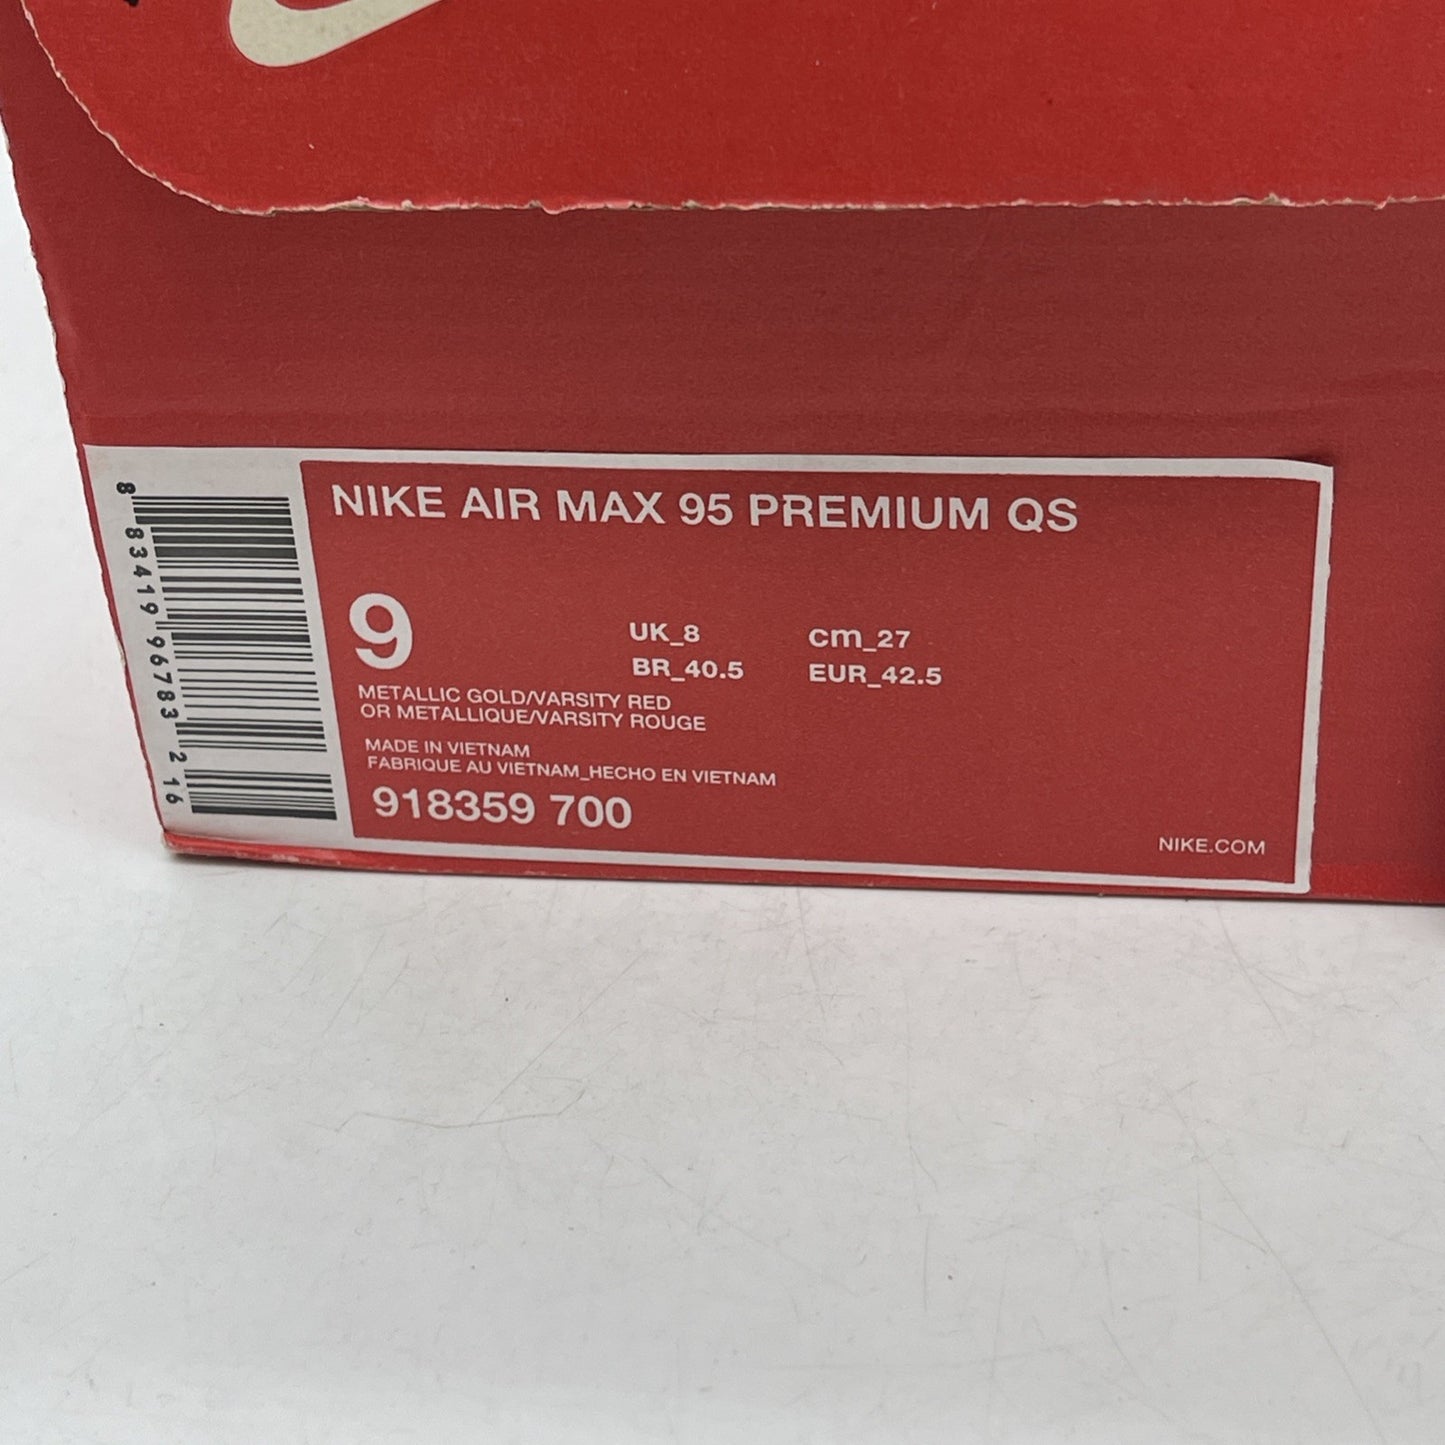 NIKE AIR MAX 95 PREMIUM QS
9
UK_8 cm_27
BR_40.5 EUR_42.5
METALLIC GOLD/VARSITY RED
OR METALLIQUE/VARSITY ROUGE
MADE IN VIETNAM
FABRIQUE AU VIETNAM_HECHO EN VIETNAM
918359 700
NIKE.COM
8 83419 96783 2 16